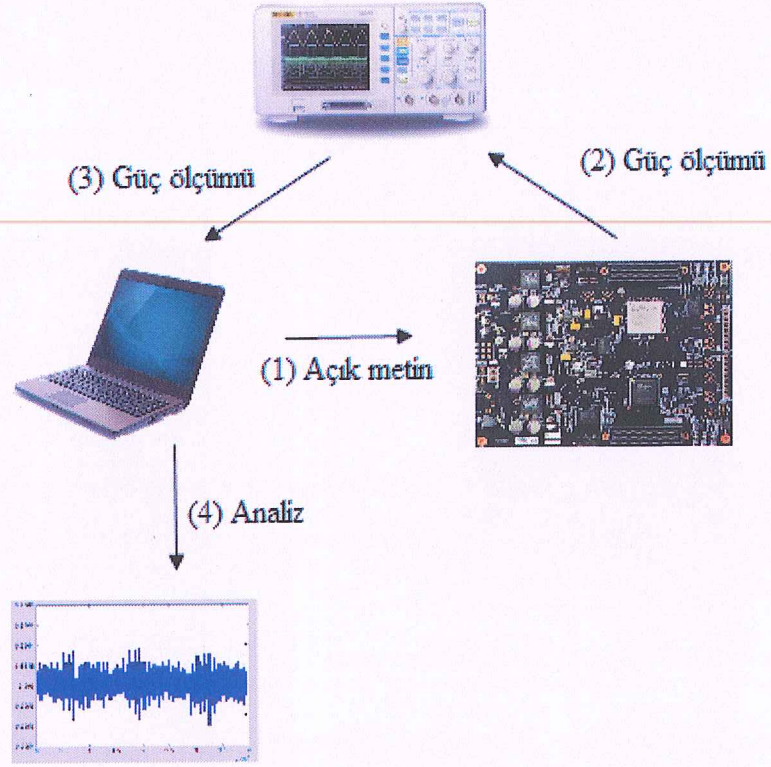 (3) Güç ölçümü
(2) Güç ölçümü
(1) Açık metin
(4) Analiz